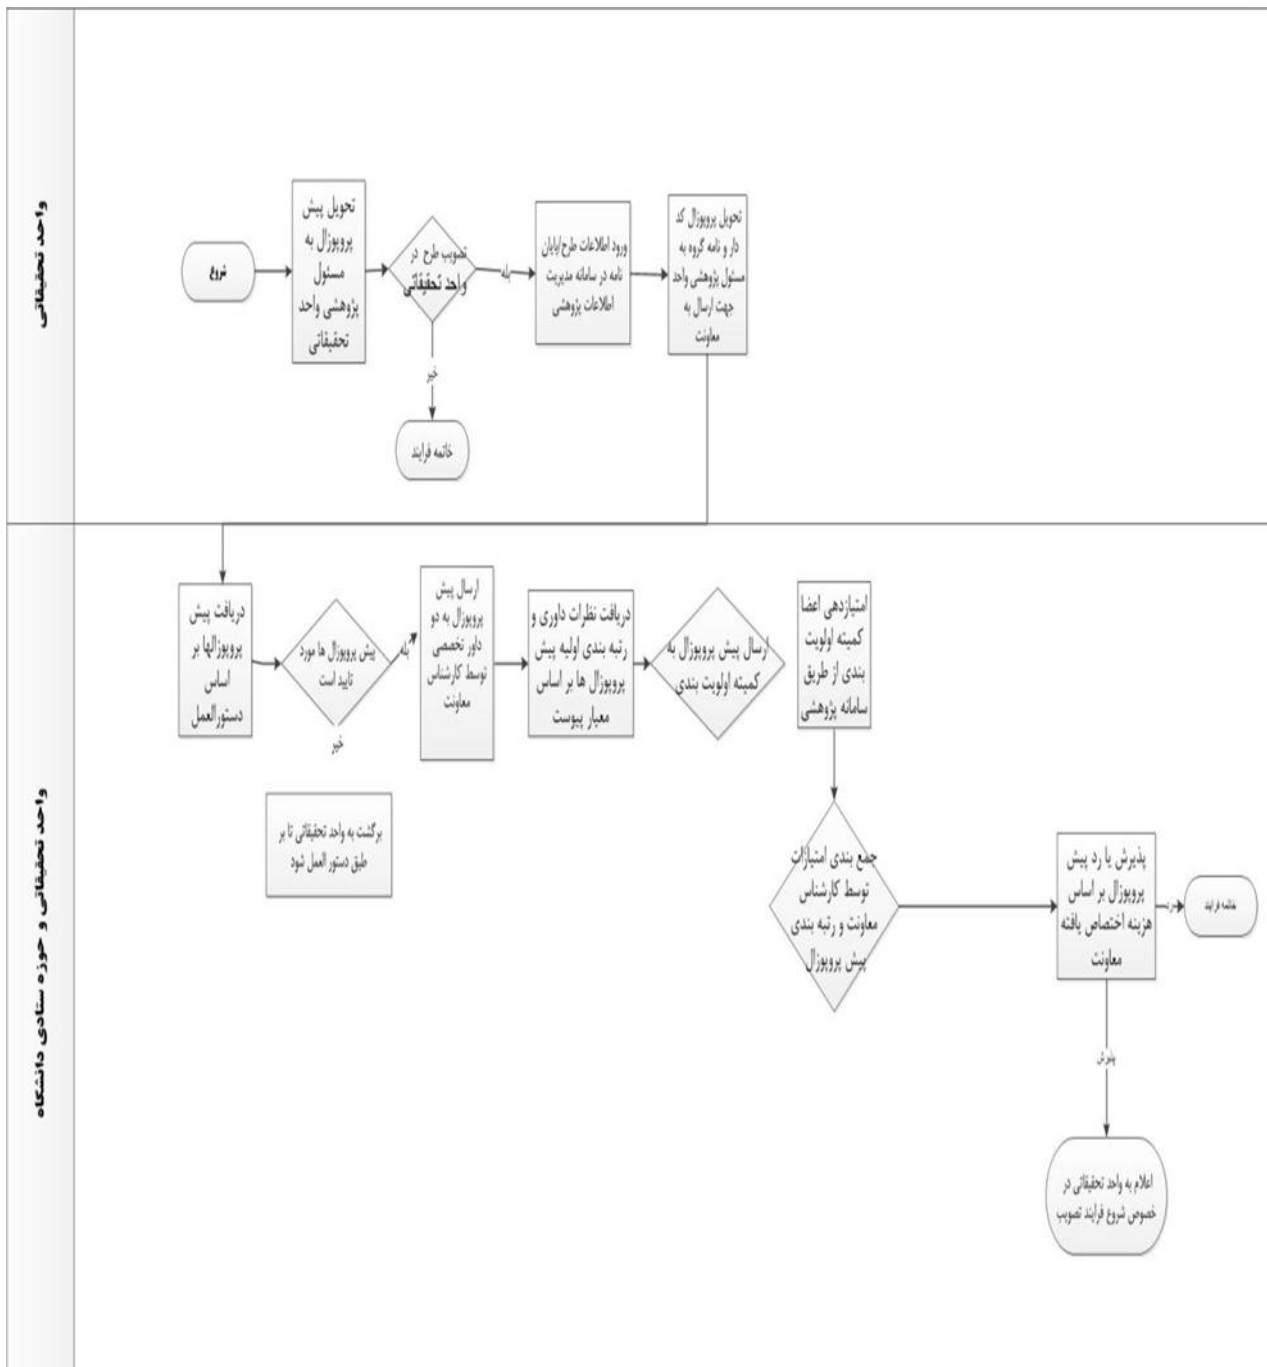 واحد تحقیقاتی
شروع
تحویل پیش
پروپوزال به
مسئول
پژوهشی واحد
تحقیقاتی
تصویب طرح در
واحد تحقیقاتی
بله
خیر
خاتمه فرایند
ورود اطلاعات طرح/پایان
نامه در سامانه مدیریت
اطلاعات پژوهشی
تحویل پروپوزال کد
دار و نامه گروه به
مسئول پژوهشی واحد
جهت ارسال به
معاونت
واحد تحقیقاتی و حوزه ستادی دانشگاه
دریافت پیش
پروپوزالها بر
اساس
دستورالعمل
پیش پروپوزال ها مورد
تایید است
بله
خیر
برگشت به واحد تحقیقاتی تا بر
طبق دستور العمل شود
ارسال پیش
پروپوزال به دو
داور تخصصی
توسط کارشناس
معاونت
دریافت نظرات داوری و
رتبه بندی اولیه پیش
پروپوزال ها بر اساس
معیار پیوست
ارسال پیش پروپوزال به
کمیته اولویت بندی
امتیازدهی اعضا
کمیته اولویت
بندی از طریق
سامانه پژوهشی
جمع بندی امتیازات
توسط کارشناس
معاونت و رتبه بندی
پیش پروپوزال
پذیرش یا رد پیش
پروپوزال بر اساس
هزینه اختصاص یافته
معاونت
خاتمه فرایند
پذیرش
اعلام به واحد تحقیقاتی در
خصوص شروع فرایند تصویب